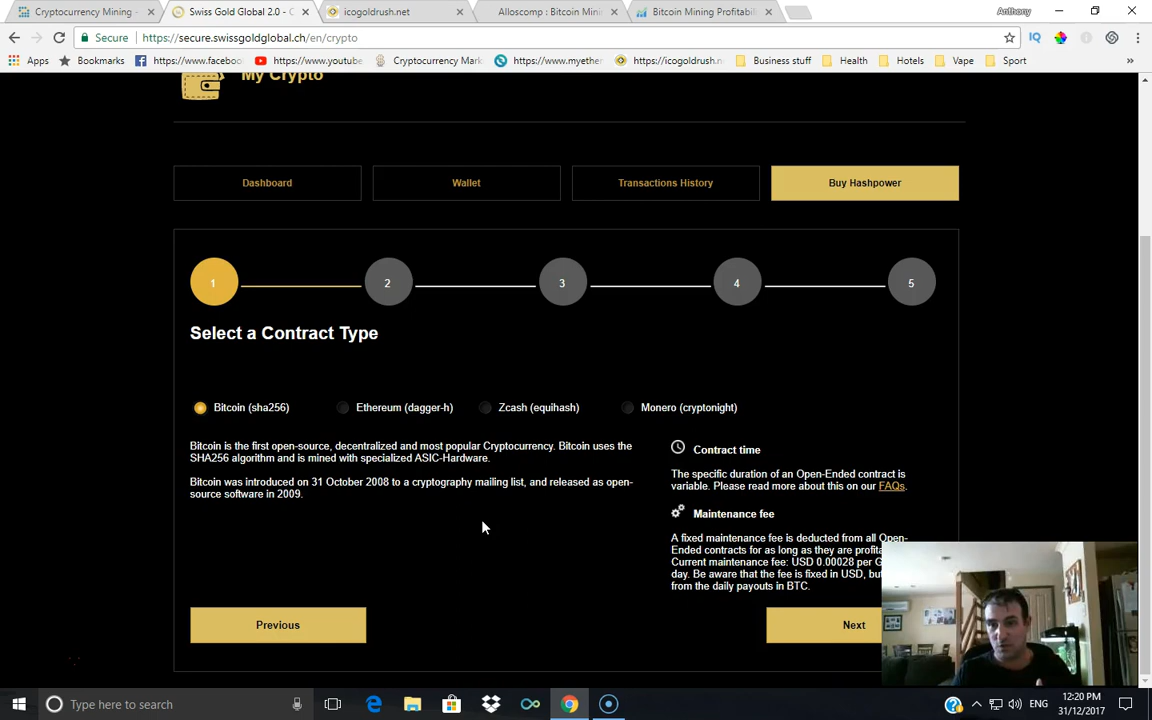 Cryptocurrency Mining -
Swiss Gold Global 2.0 - C
icogoldrush.net
Alloscomp : Bitcoin Mini
Bitcoin Mining Profitabil
Anthony
Secure
https://secure.swissgoldglobal.ch/en/crypto
IQ
Apps
Bookmarks
https://www.faceboo
https://www.youtube
Cryptocurrency Mark
https://www.myether
https://icogoldrush.n
Business stuff
Health
Hotels
Vape
Sport
»
My Crypto
Dashboard
Wallet
Transactions History
Buy Hashpower
1
2
3
4
5
Select a Contract Type
Bitcoin (sha256)
Ethereum (dagger-h)
Zcash (equihash)
Monero (cryptonight)
Bitcoin is the first open-source, decentralized and most popular Cryptocurrency. Bitcoin uses the
SHA256 algorithm and is mined with specialized ASIC-Hardware.
Bitcoin was introduced on 31 October 2008 to a cryptography mailing list, and released as open-
source software in 2009.
Contract time
The specific duration of an Open-Ended contract is
variable. Please read more about this on our FAQs.
Maintenance fee
A fixed maintenance fee is deducted from all Open-
Ended contracts for as long as they are profita
Current maintenance fee: USD 0.00028 per G
day. Be aware that the fee is fixed in USD, bu
from the daily payouts in BTC.
Previous
Next
Type here to search
ENG
12:20 PM
31/12/2017